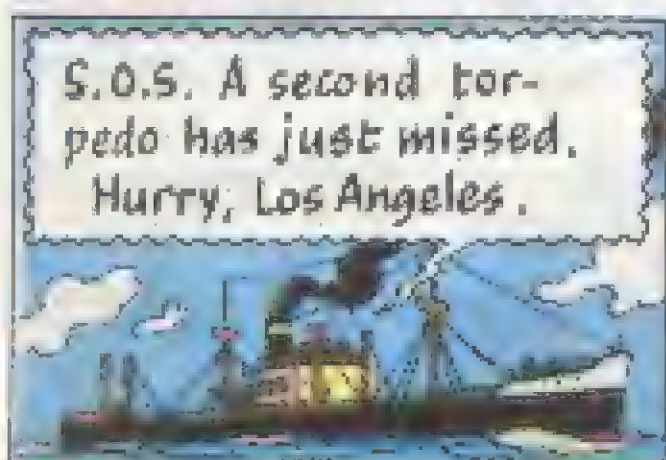 S.O.S. A second tor-
pedo has just missed.
Hurry, Los Angeles.